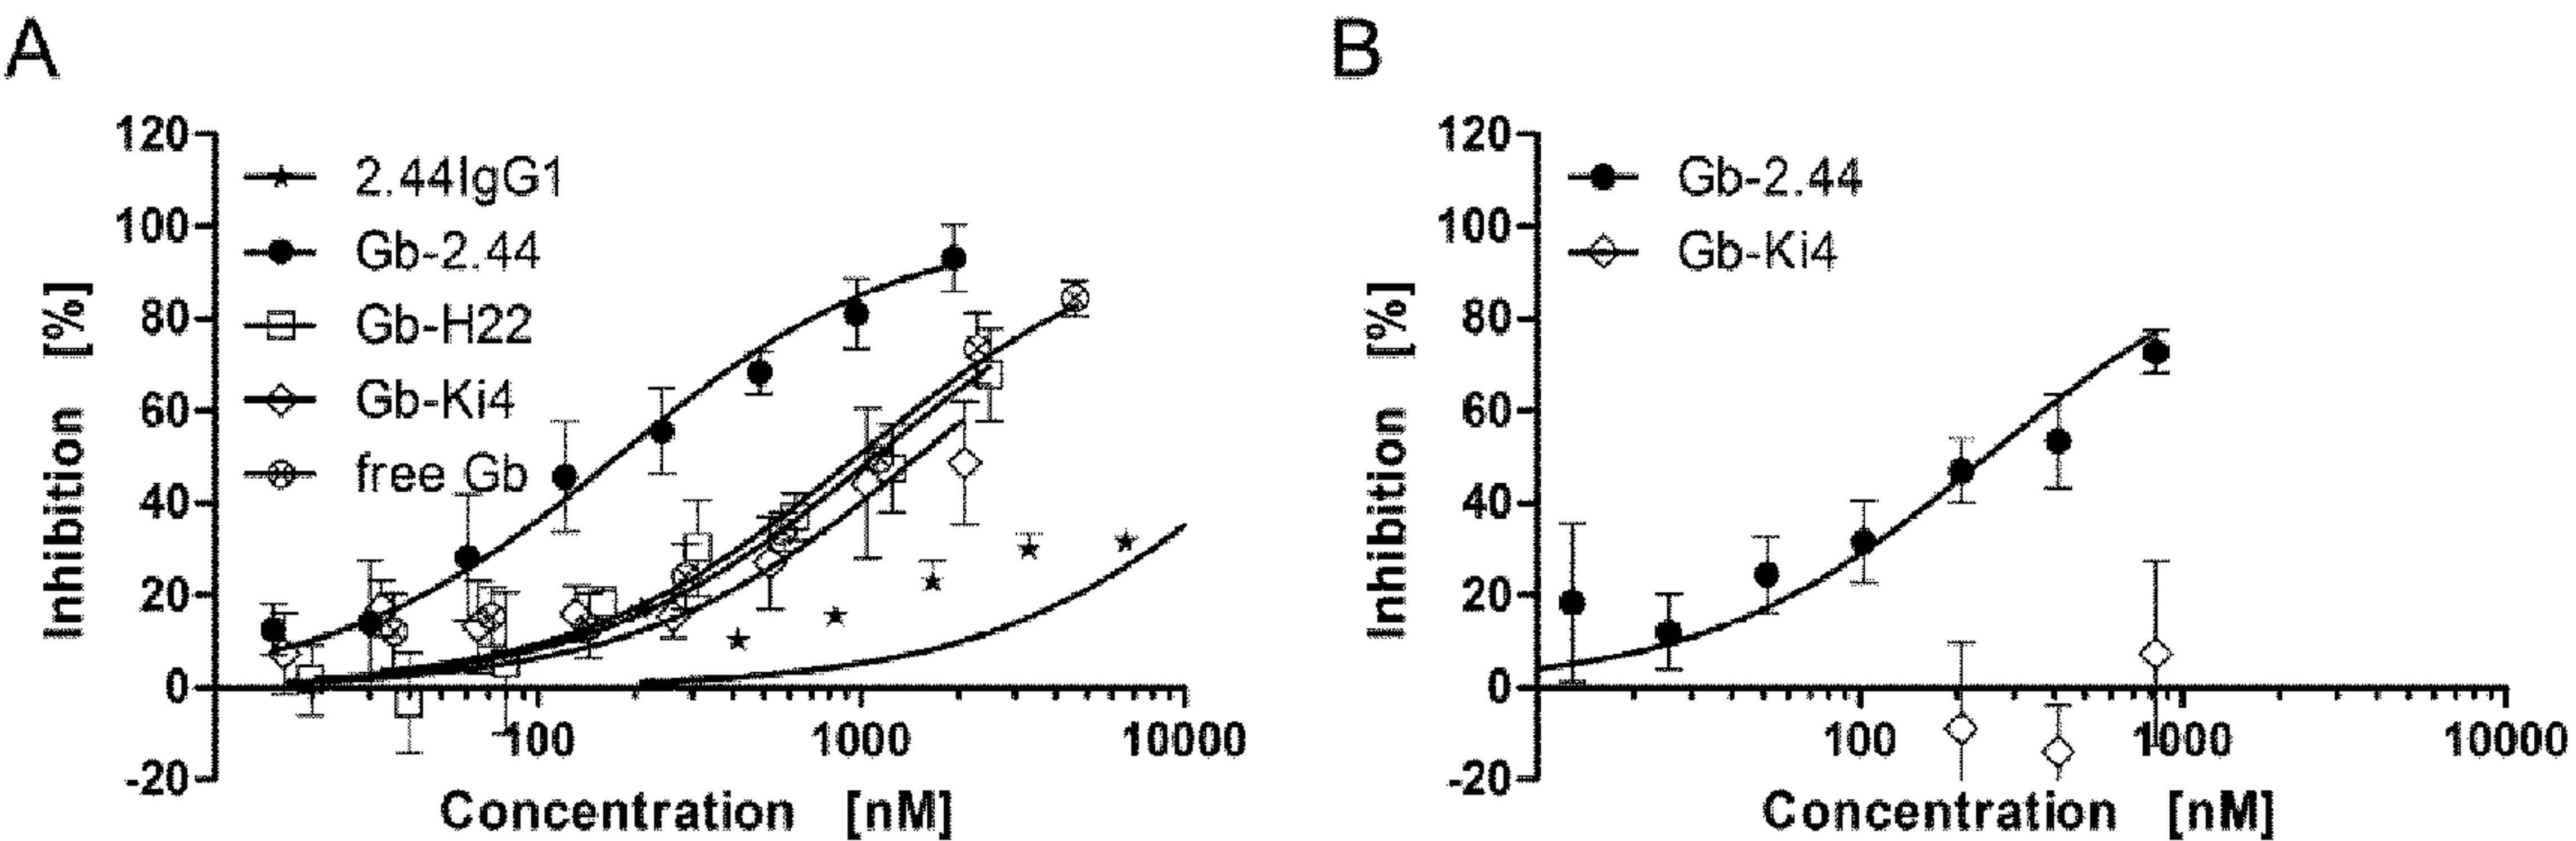 A
120
100
80
60
40
20
0
-20
Inhibition [%]
2.44IgG1
Gb-2.44
Gb-H22
Gb-Ki4
free Gb
100
1000
10000
Concentration [nM]
B
120
100
80
60
40
20
0
-20
Inhibition [%]
Gb-2.44
Gb-Ki4
100
1000
10000
Concentration [nM]